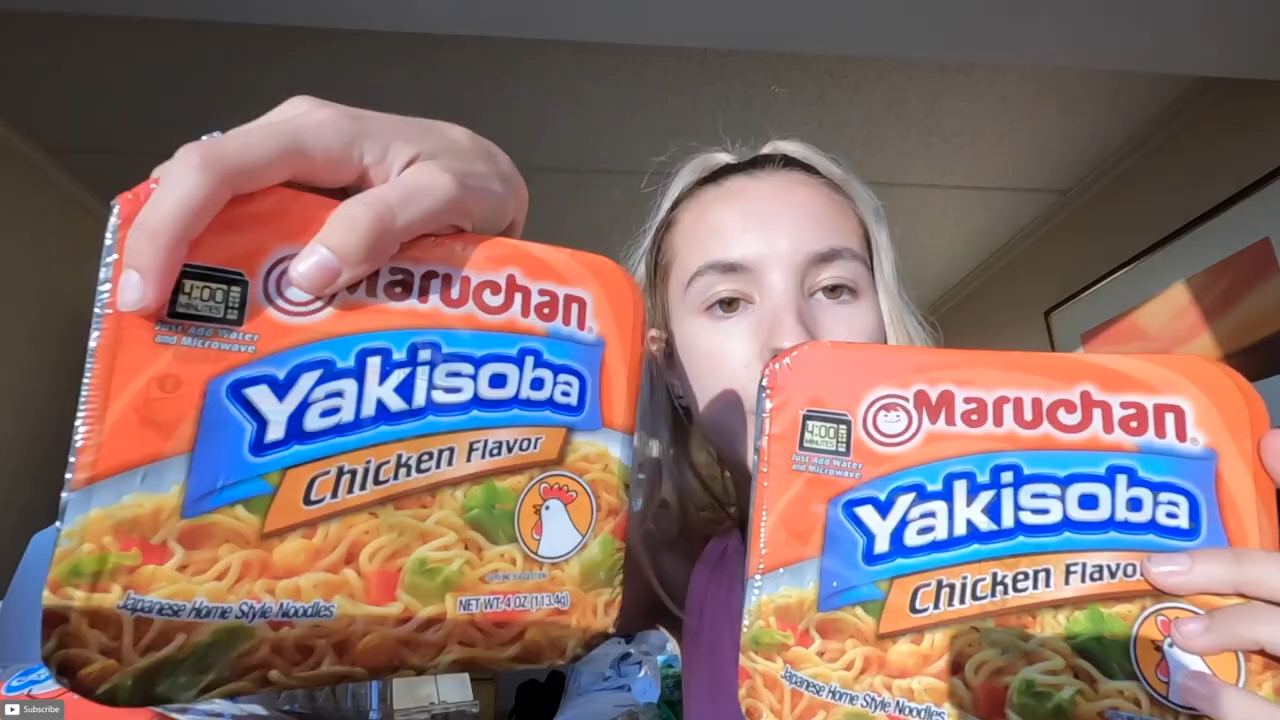 4:00
MINUTES
Just Add Water
and Microwave
Maruchan
Yakisoba
Chicken Flavor
SERVING SUGGESTION
Japanese Home Style Noodles
NET WT. 4 OZ (113.4g)
4:00
MINUTES
Just Add Water
and Microwave
Maruchan
Yakisoba
Chicken Flavo
Japanese Home Style Noodles
Subscribe